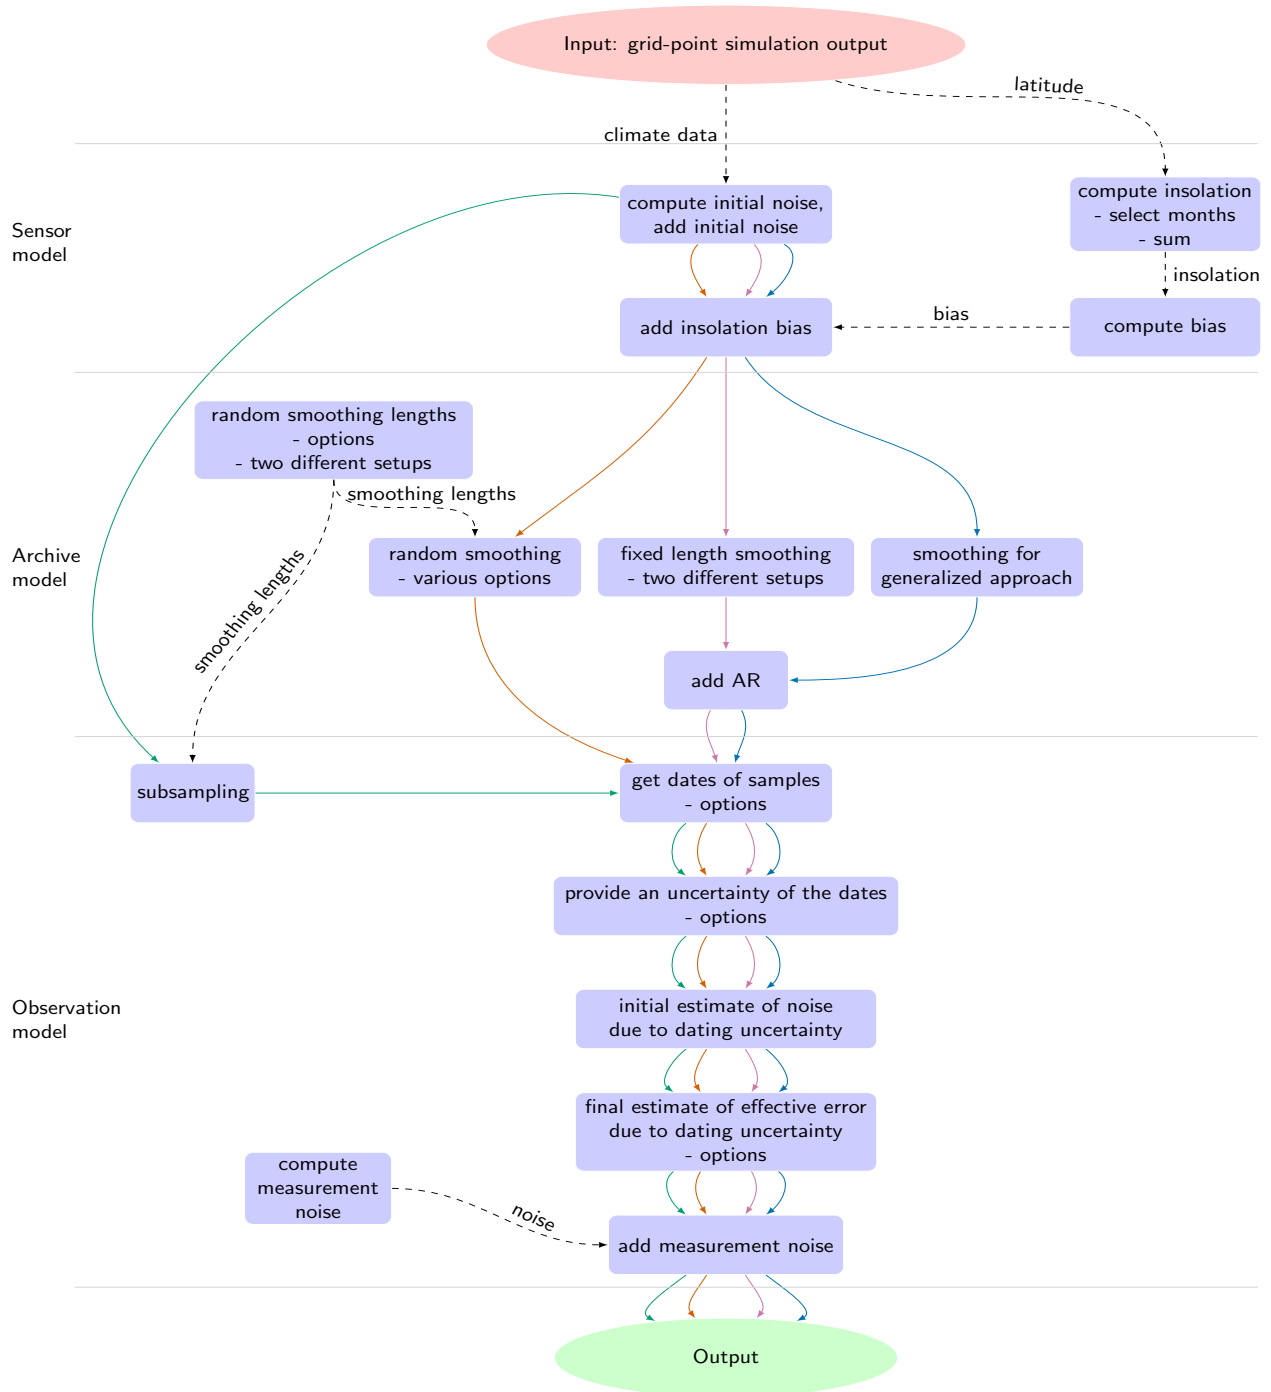 Input: grid-point simulation output
latitude
climate data
Sensor
model
compute initial noise,
add initial noise
compute insolation
- select months
- sum
insolation
add insolation bias
bias
compute bias
Archive
model
random smoothing lengths
- options
- two different setups
smoothing lengths
smoothing lengths
random smoothing
- various options
fixed length smoothing
- two different setups
smoothing for
generalized approach
add AR
Observation
model
subsampling
get dates of samples
- options
provide an uncertainty of the dates
- options
initial estimate of noise
due to dating uncertainty
final estimate of effective error
due to dating uncertainty
- options
compute
measurement
noise
noise
add measurement noise
Output